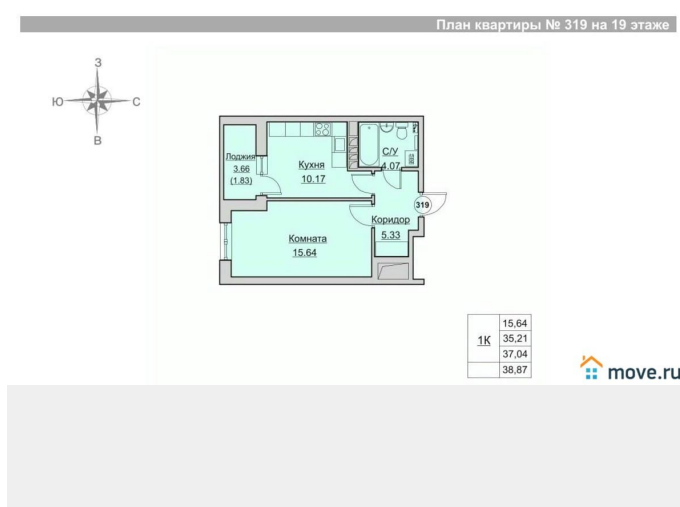 План квартиры № 319 на 19 этаже
З
Ю С
В
Лоджия
3.66
(1.83)
Кухня
10.17
С/У
4.07
319
Коридор
5.33
Комната
15.64
1К
15,64
35,21
37,04
38,87
move.ru